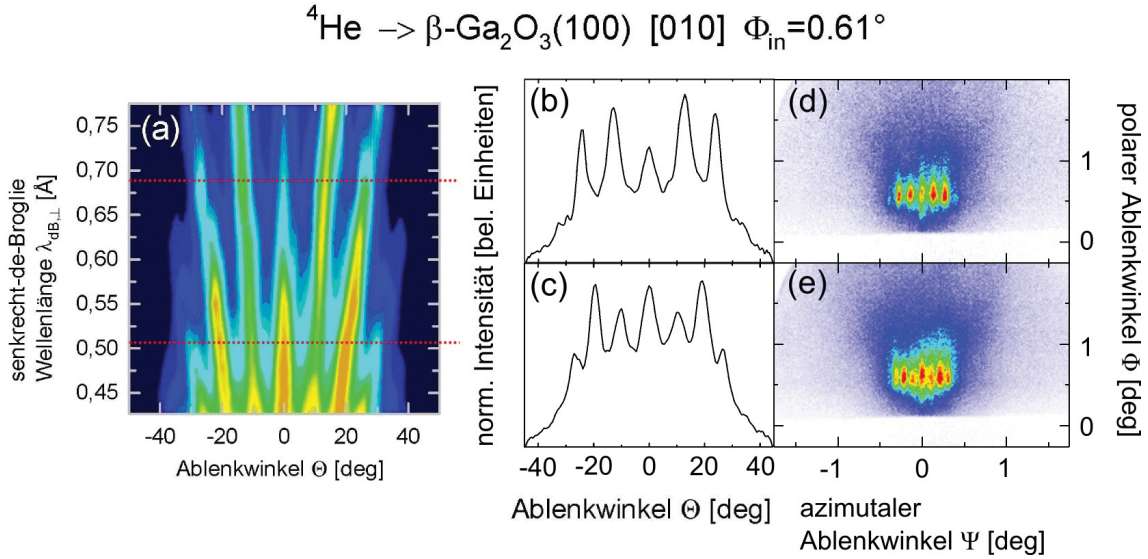 ⁴He –> β-Ga₂O₃(100) [010] Φin=0.61°
(a)
senkrecht-de-Broglie
Wellenlänge λdB,⊥ [Å]
0,75
0,70
0,65
0,60
0,55
0,50
0,45
-40 -20 0 20 40
Ablenkwinkel Θ [deg]
norm. Intensität [bel. Einheiten]
(b)
(c)
-40 -20 0 20 40
Ablenkwinkel Θ [deg]
(d)
1
0
(e)
1
0
-1 0 1
azimutaler
Ablenkwinkel Ψ [deg]
polarer Ablenkwinkel Φ [deg]